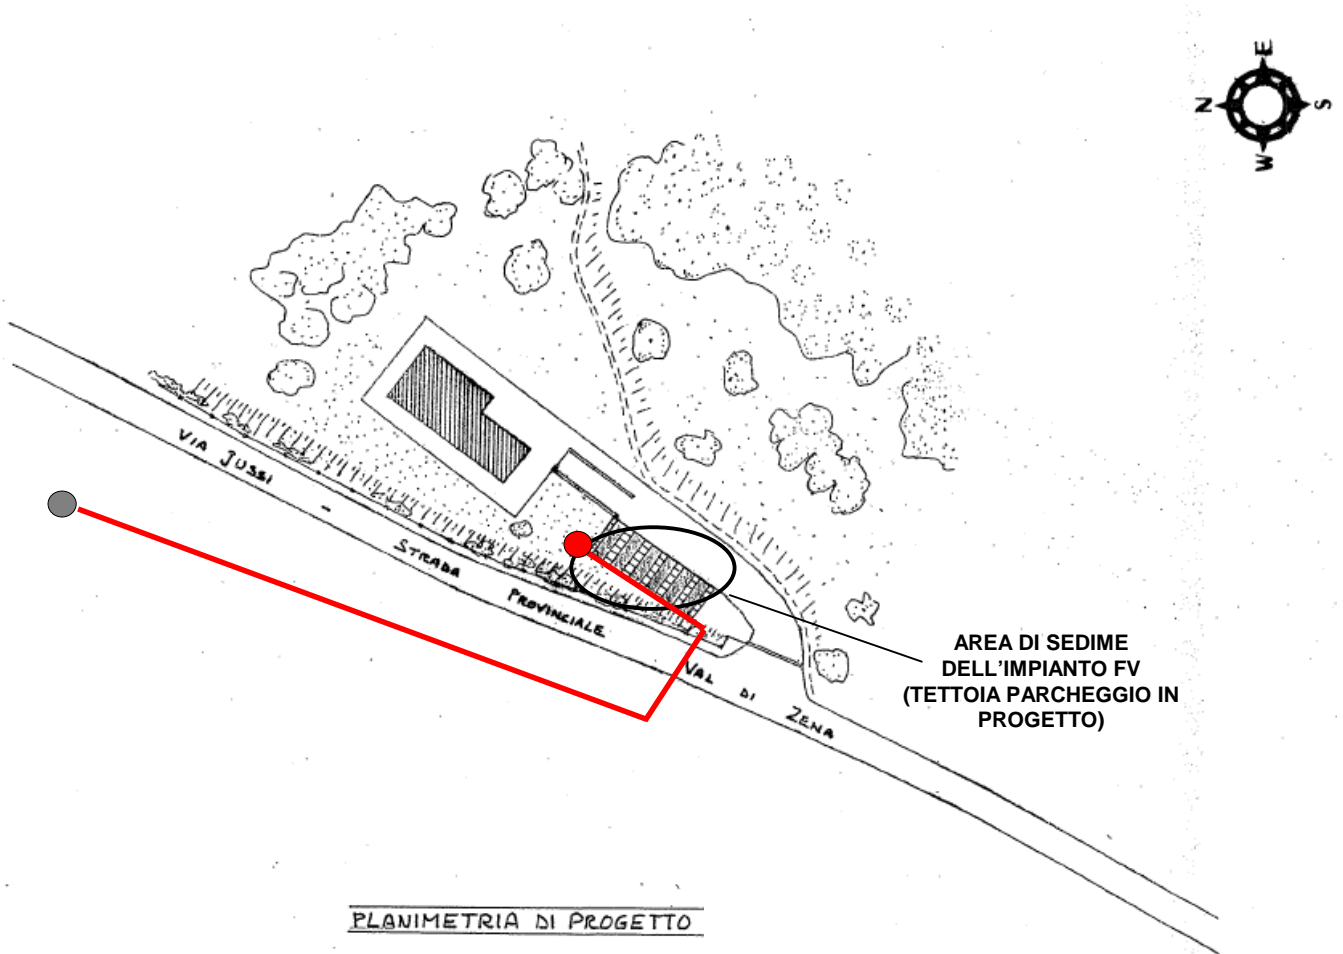 E
N
S
W
VIA JUSSI - STRADA PROVINCIALE VAL DI ZENA
AREA DI SEDIME
DELL'IMPIANTO FV
(TETTOIA PARCHEGGIO IN
PROGETTO)
PLANIMETRIA DI PROGETTO